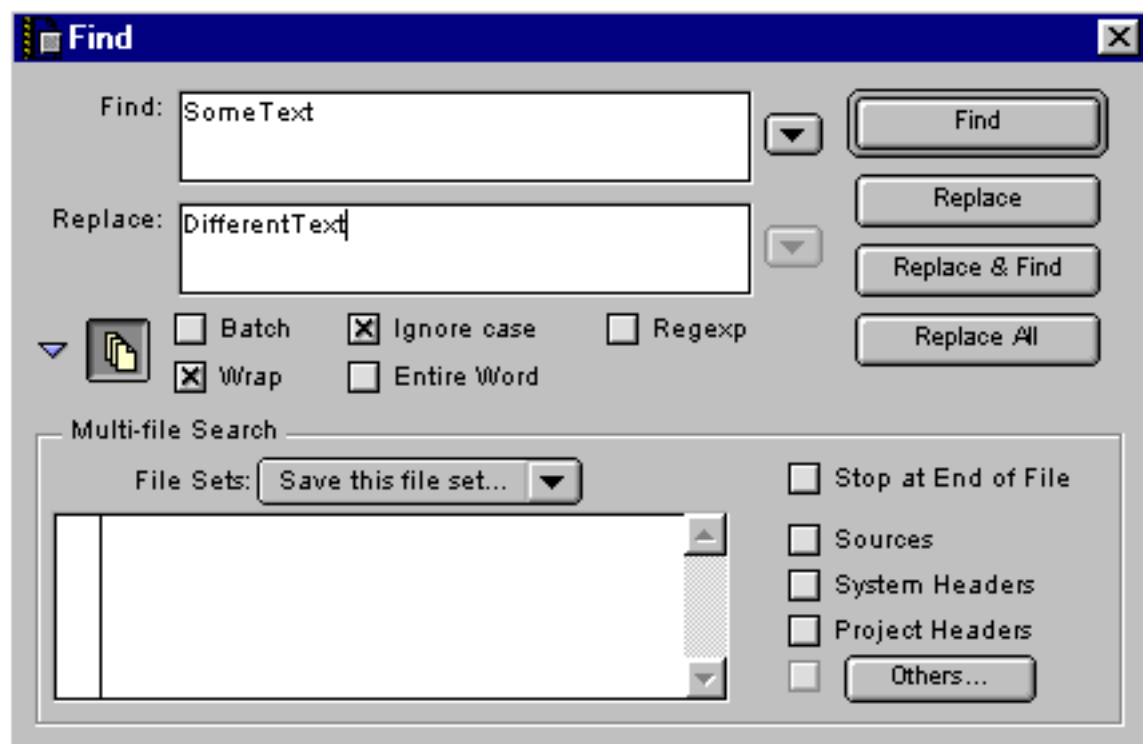 Find
Find: SomeText
Find
Replace
Replace: DifferentText
Replace & Find
Batch Ignore case Regexp
Replace All
Wrap Entire Word
Multi-file Search
File Sets: Save this file set...
Stop at End of File
Sources
System Headers
Project Headers
Others...